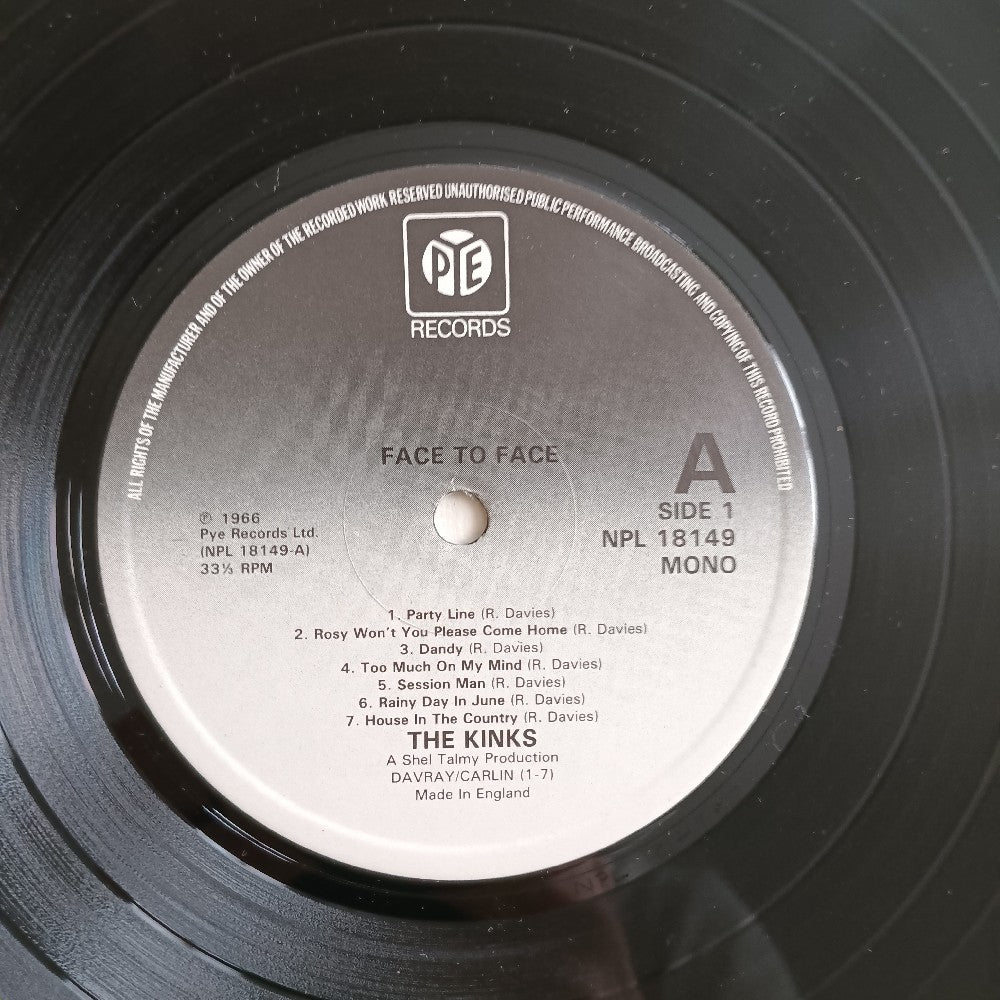 ALL RIGHTS OF THE MANUFACTURER AND OF THE OWNER OF THE RECORDED WORK RESERVED UNAUTHORISED PUBLIC PERFORMANCE BROADCASTING AND COPYING OF THIS RECORD PROHIBITED
PYE
RECORDS
FACE TO FACE
A
SIDE 1
NPL 18149
MONO
℗ 1966
Pye Records Ltd.
(NPL 18149-A)
33⅓ RPM
1. Party Line (R. Davies)
2. Rosy Won't You Please Come Home (R. Davies)
3. Dandy (R. Davies)
4. Too Much On My Mind (R. Davies)
5. Session Man (R. Davies)
6. Rainy Day In June (R. Davies)
7. House In The Country (R. Davies)
THE KINKS
A Shel Talmy Production
DAVRAY/CARLIN (1-7)
Made In England